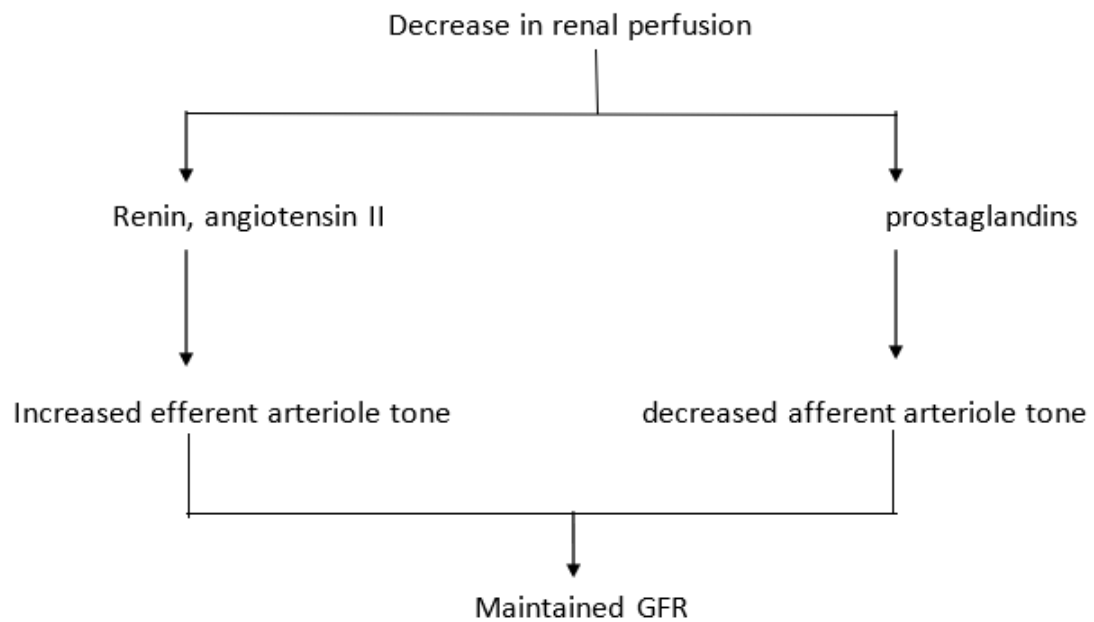 Decrease in renal perfusion
Renin, angiotensin II
prostaglandins
Increased efferent arteriole tone
decreased afferent arteriole tone
Maintained GFR